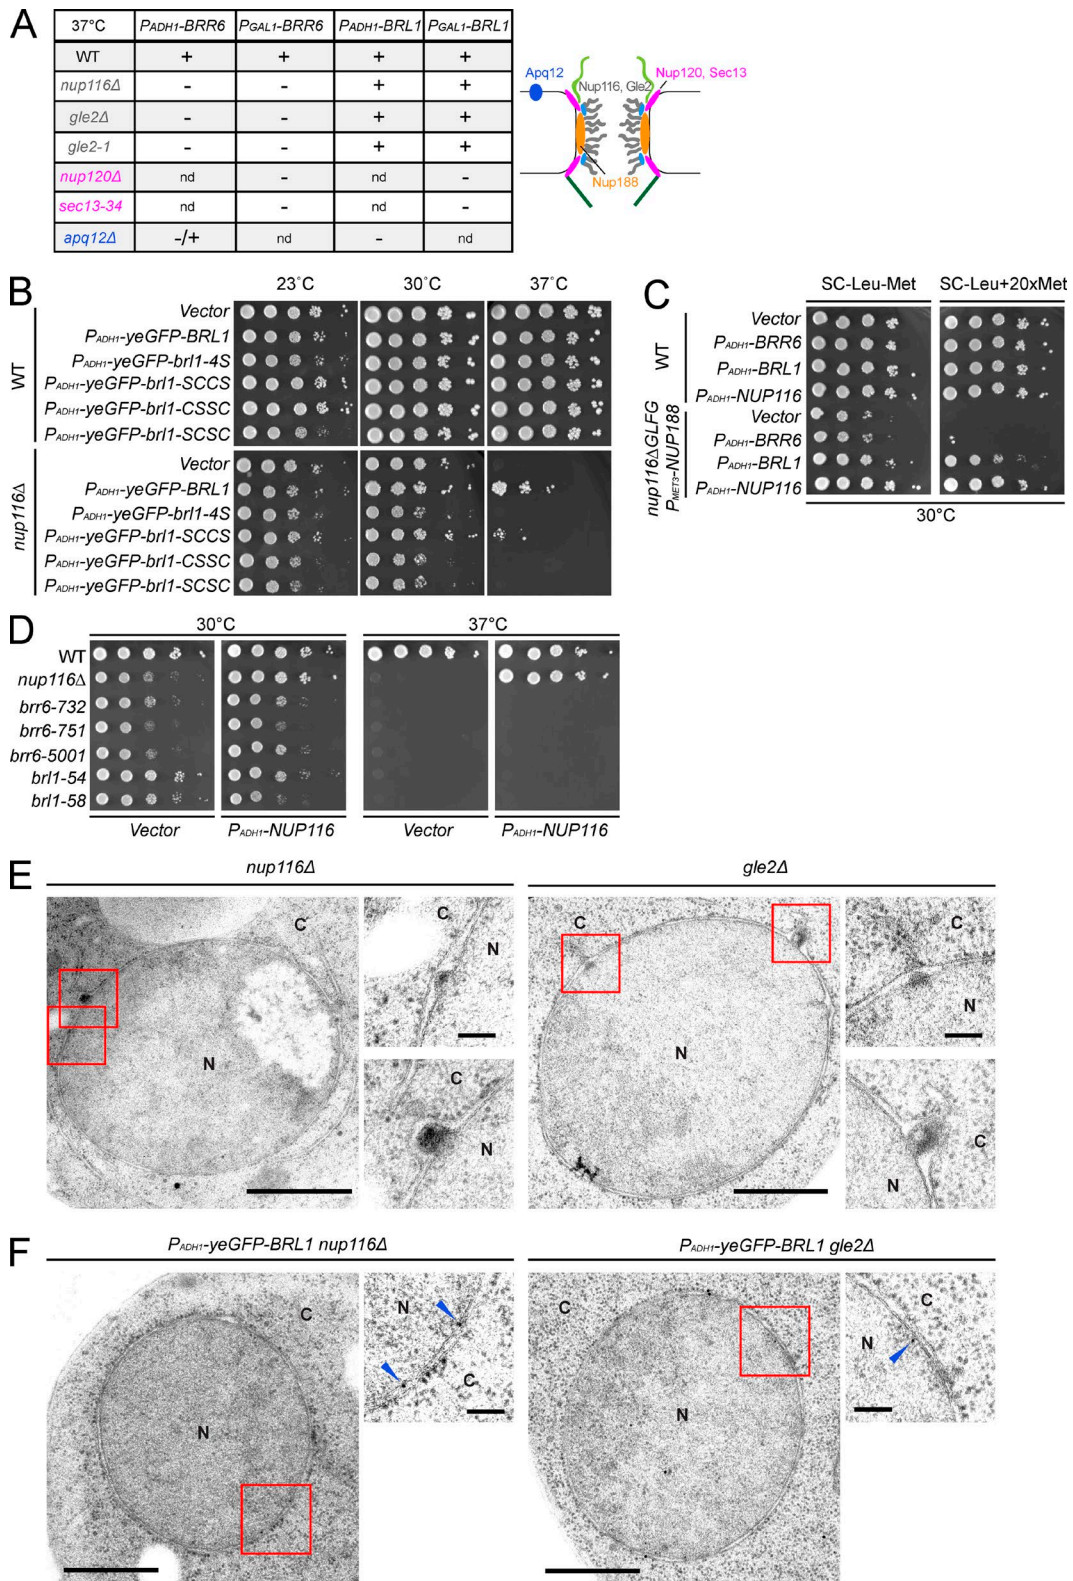 A
37°C PADH1-BRR6 PGAL1-BRR6 PADH1-BRL1 PGAL1-BRL1
WT + + + +
nup116Δ - - + +
gle2Δ - - + +
gle2-1 - - + +
nup120Δ nd - nd -
sec13-34 nd - nd -
apq12Δ -/+ nd - nd
Apq12
Nup120, Sec13
Nup116, Gle2
Nup188
B
23°C 30°C 37°C
WT
Vector
PADH1-yeGFP-BRL1
PADH1-yeGFP-brl1-4S
PADH1-yeGFP-brl1-SCCS
PADH1-yeGFP-brl1-CSSC
PADH1-yeGFP-brl1-SCSC
nup116Δ
Vector
PADH1-yeGFP-BRL1
PADH1-yeGFP-brl1-4S
PADH1-yeGFP-brl1-SCCS
PADH1-yeGFP-brl1-CSSC
PADH1-yeGFP-brl1-SCSC
C
SC-Leu-Met SC-Leu+20xMet
WT
Vector
PADH1-BRR6
PADH1-BRL1
PADH1-NUP116
nup116ΔGLFG
PMET3-NUP188
Vector
PADH1-BRR6
PADH1-BRL1
PADH1-NUP116
30°C
D
30°C 37°C
WT
nup116Δ
brr6-732
brr6-751
brr6-5001
brl1-54
brl1-58
Vector PADH1-NUP116 Vector PADH1-NUP116
E
nup116Δ gle2Δ
C
N
C
N
C
N
C
N
C
N
C
N
F
PADH1-yeGFP-BRL1 nup116Δ PADH1-yeGFP-BRL1 gle2Δ
C
N
N
C
C
N
C
N